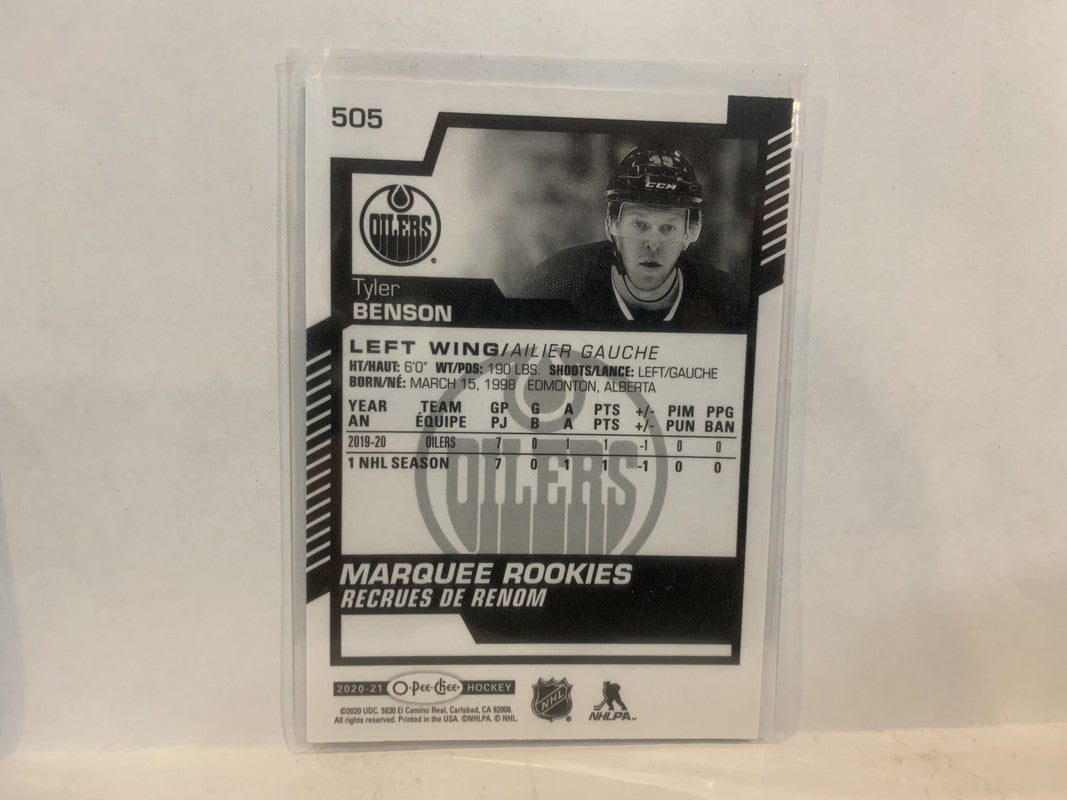 505
49
CCM
OILERS
Tyler
BENSON
LEFT WING/AILIER GAUCHE
HT/HAUT: 6'0" WT/PDS: 190 LBS. SHOOTS/LANCE: LEFT/GAUCHE
BORN/NÉ: MARCH 15, 1998 EDMONTON, ALBERTA
YEAR TEAM GP G A PTS +/- PIM PPG
AN ÉQUIPE PJ B A PTS +/- PUN BAN
2019-20 OILERS 7 0 1 1 -1 0 0
1 NHL SEASON 7 0 1 1 -1 0 0
OILERS
MARQUEE ROOKIES
RECRUES DE RENOM
2020-21 O-Pee-Chee HOCKEY
NHL
NHLPA
©2020 UDC. 5830 El Camino Real, Carlsbad, CA 92008.
All rights reserved. Printed in the USA. ©NHLPA. © NHL.